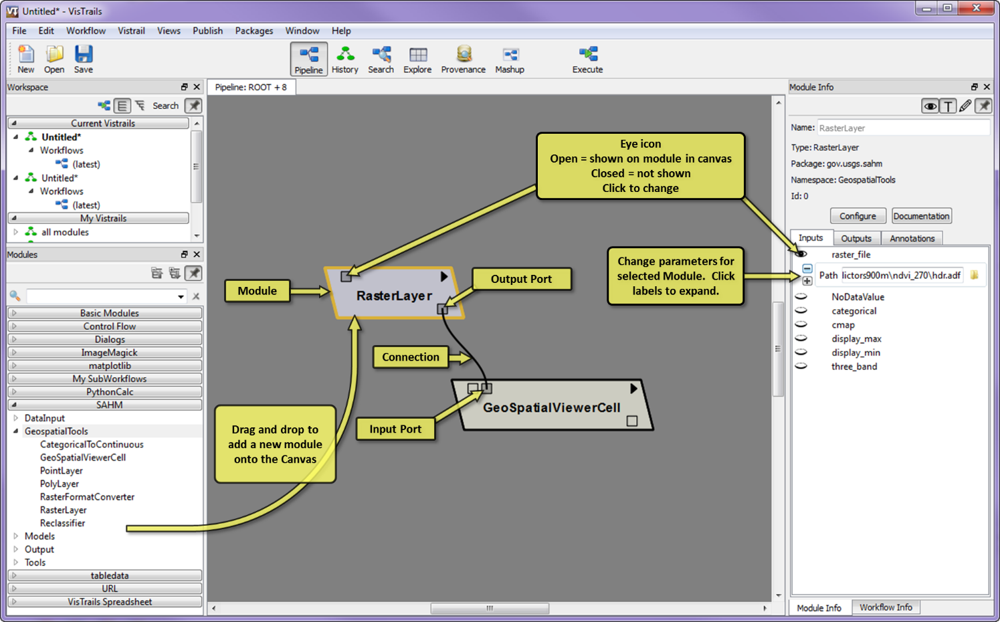 Untitled* - VisTrails
File Edit Workflow Vistrail Views Publish Packages Window Help
New Open Save Pipeline History Search Explore Provenance Mashup Execute
Workspace
Search
Current Vistrails
Untitled*
Workflows
(latest)
Untitled*
Workflows
(latest)
My Vistrails
all modules
Modules
Basic Modules
Control Flow
Dialogs
ImageMagick
matplotlib
My SubWorkflows
PythonCalc
SAHM
DataInput
GeospatialTools
CategoricalToContinuous
GeoSpatialViewerCell
PointLayer
PolyLayer
RasterFormatConverter
RasterLayer
Reclassifier
Models
Output
Tools
tabledata
URL
VisTrails Spreadsheet
Pipeline: ROOT + 8
Eye icon
Open = shown on module in canvas
Closed = not shown
Click to change
Module
RasterLayer
Output Port
Change parameters for
selected Module. Click
labels to expand.
Connection
GeoSpatialViewerCell
Input Port
Drag and drop to
add a new module
onto the Canvas
Module Info
T
Name: RasterLayer
Type: RasterLayer
Package: gov.usgs.sahm
Namespace: GeospatialTools
Id: 0
Configure Documentation
Inputs Outputs Annotations
raster_file
Path lictors900m\ndvi_270\hdr.adf
NoDataValue
categorical
cmap
display_max
display_min
three_band
Module Info Workflow Info